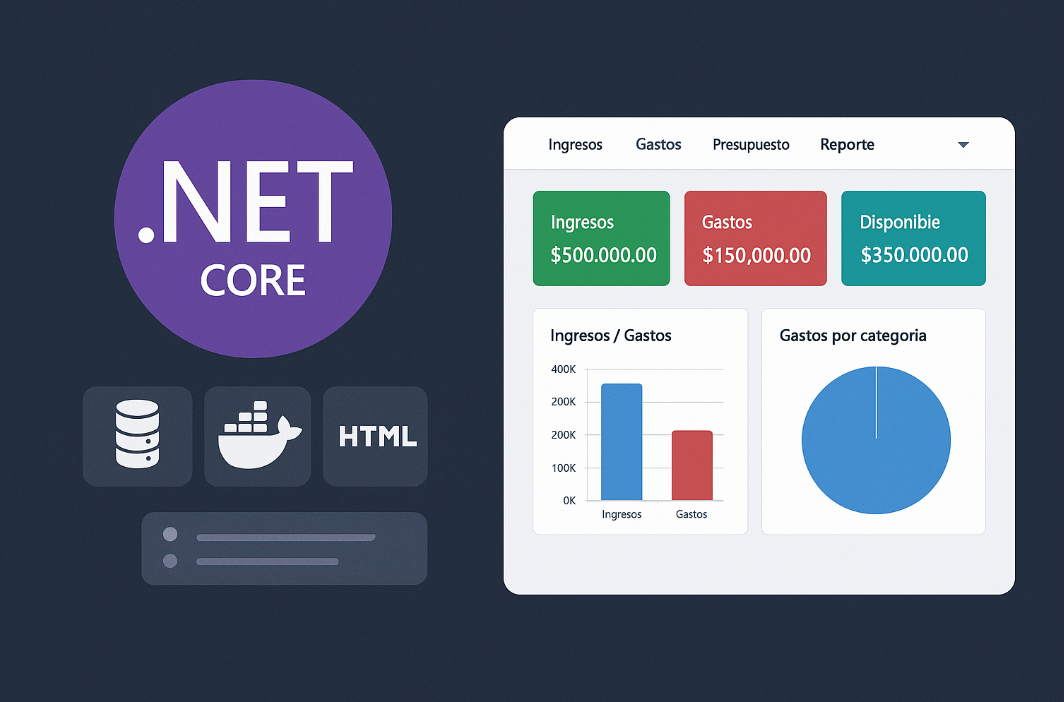 .NET
CORE
HTML
Ingresos Gastos Presupuesto Reporte
Ingresos
$500.000.00
Gastos
$150,000.00
Disponibie
$350.000.00
Ingresos / Gastos
400K
200K
200K
100K
0K
Ingresos Gastos
Gastos por categoria